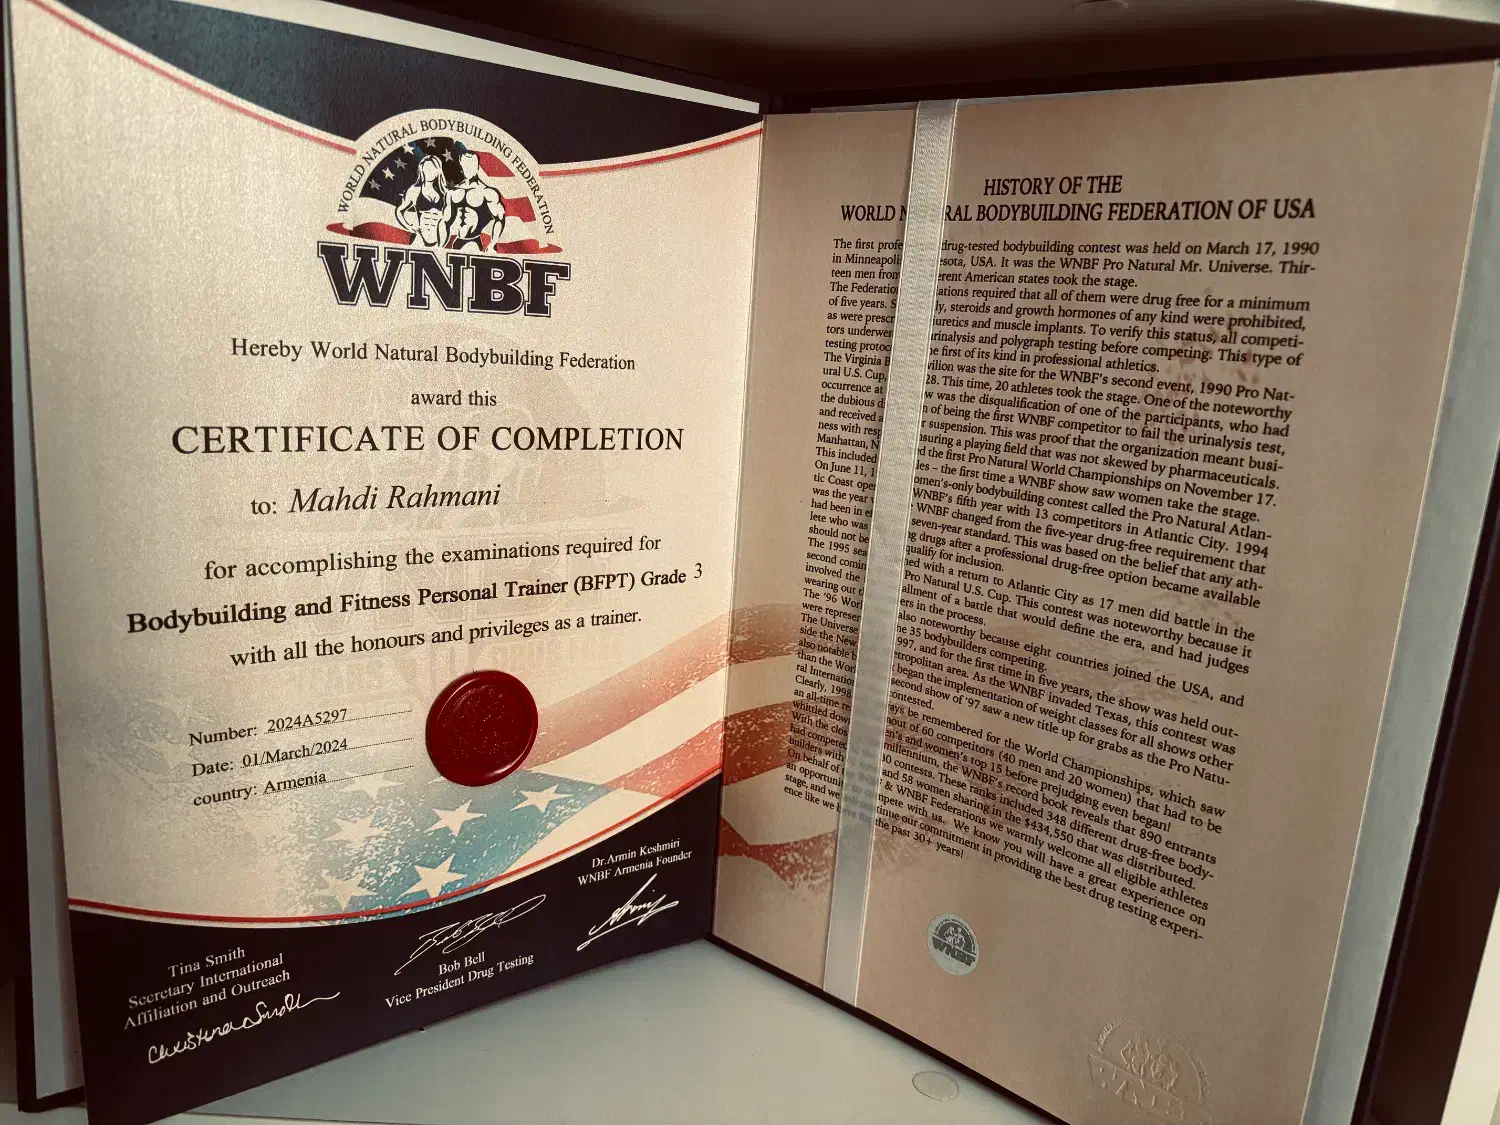 WORLD NATURAL BODYBUILDING FEDERATION
WNBF
Hereby World Natural Bodybuilding Federation
award this
CERTIFICATE OF COMPLETION
to: Mahdi Rahmani
for accomplishing the examinations required for
Bodybuilding and Fitness Personal Trainer (BFPT) Grade 3
with all the honours and privileges as a trainer.
Number: 2024A5297
Date: 01/March/2024
country: Armenia
Tina Smith
Secretary International
Affiliation and Outreach
Christina Smith
Bob Bell
Vice President Drug Testing
Dr.Armin Keshmiri
WNBF Armenia Founder
HISTORY OF THE
WORLD N RAL BODYBUILDING FEDERATION OF USA
The first profe drug-tested bodybuilding contest was held on March 17, 1990
in Minneapoli esota, USA. It was the WNBF Pro Natural Mr. Universe. Thir-
teen men from erent American states took the stage.
The Federatio ations required that all of them were drug free for a minimum
of five years. S ly, steroids and growth hormones of any kind were prohibited,
as were prescr iuretics and muscle implants. To verify this status, all competi-
tors underwen rinalysis and polygraph testing before competing. This type of
testing protoc he first of its kind in professional athletics.
The Virginia B vilion was the site for the WNBF's second event, 1990 Pro Nat-
ural U.S. Cup, 28. This time, 20 athletes took the stage. One of the noteworthy
occurrence at w was the disqualification of one of the participants, who had
the dubious d n of being the first WNBF competitor to fail the urinalysis test,
and received a r suspension. This was proof that the organization meant busi-
ness with resp suring a playing field that was not skewed by pharmaceuticals.
Manhattan, N d the first Pro Natural World Championships on November 17.
This included les – the first time a WNBF show saw women take the stage.
On June 11, 1 omen's-only bodybuilding contest called the Pro Natural Atlan-
tic Coast ope WNBF's fifth year with 13 competitors in Atlantic City. 1994
was the year WNBF changed from the five-year drug-free requirement that
had been in e seven-year standard. This was based on the belief that any ath-
lete who was g drugs after a professional drug-free option became available
should not be qualify for inclusion.
The 1995 sea ned with a return to Atlantic City as 17 men did battle in the
second comin Pro Natural U.S. Cup. This contest was noteworthy because it
involved the allment of a battle that would define the era, and had judges
wearing out t ers in the process.
The '96 Wor also noteworthy because eight countries joined the USA, and
were represen he 35 bodybuilders competing.
The Universe 997, and for the first time in five years, the show was held out-
side the New etropolitan area. As the WNBF invaded Texas, this contest was
also notable b began the implementation of weight classes for all shows other
than the Wor second show of '97 saw a new title up for grabs as the Pro Natu-
ral Internatio contested.
Clearly, 1998 ays be remembered for the World Championships, which saw
an all-time re nout of 60 competitors (40 men and 20 women) that had to be
whittled dow en's and women's top 15 before prejudging even began!
With the clos millennium, the WNBF's record book reveals that 890 entrants
had competed 80 contests. These ranks included 348 different drug-free body-
builders with and 58 women sharing in the $434,550 that was distributed.
On behalf of & WNBF Federations we warmly welcome all eligible athletes
an opportuni mpete with us. We know you will have a great experience on
stage, and we tinue our commitment in providing the best drug testing experi-
ence like we the past 30+ years!
WNBF